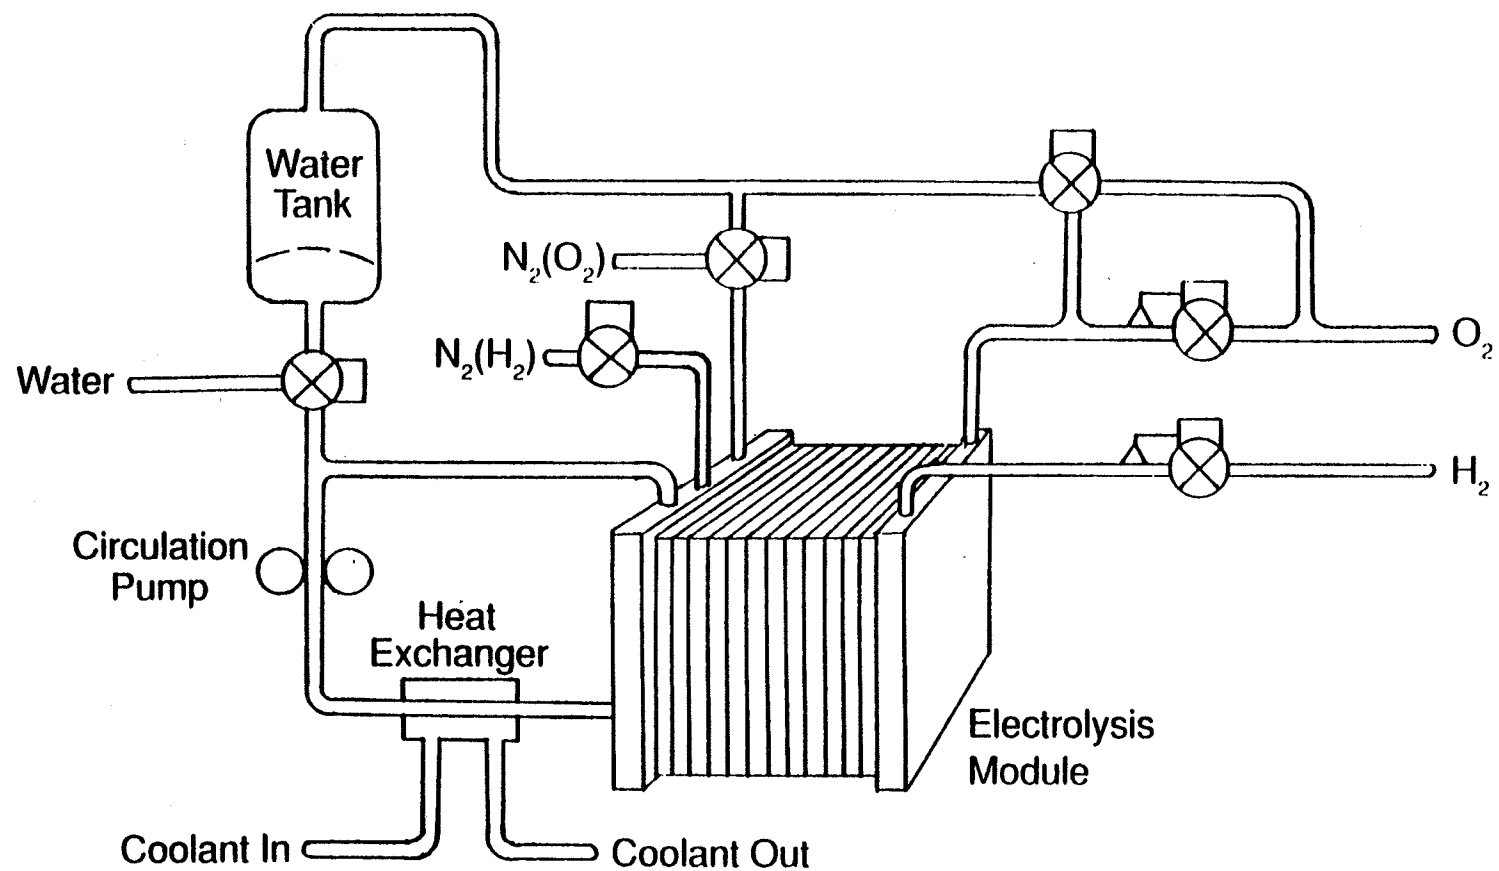 Water
Tank
N₂(O₂)
N₂(H₂)
O₂
Water
H₂
Circulation
Pump
Heat
Exchanger
Electrolysis
Module
Coolant In
Coolant Out